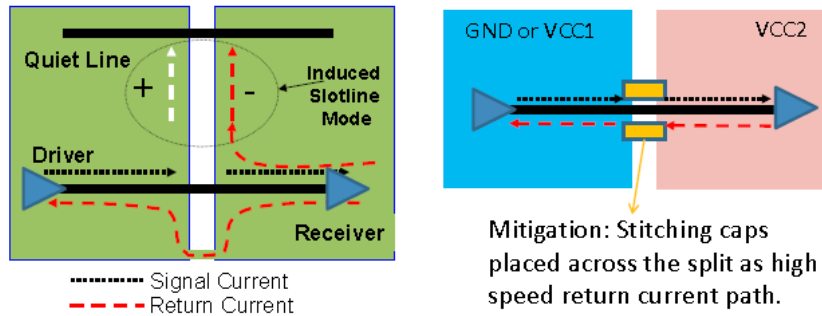 Quiet Line
+
-
Induced
Slotline
Mode
Driver
Receiver
Signal Current
Return Current
GND or VCC1
VCC2
Mitigation: Stitching caps
placed across the split as high
speed return current path.